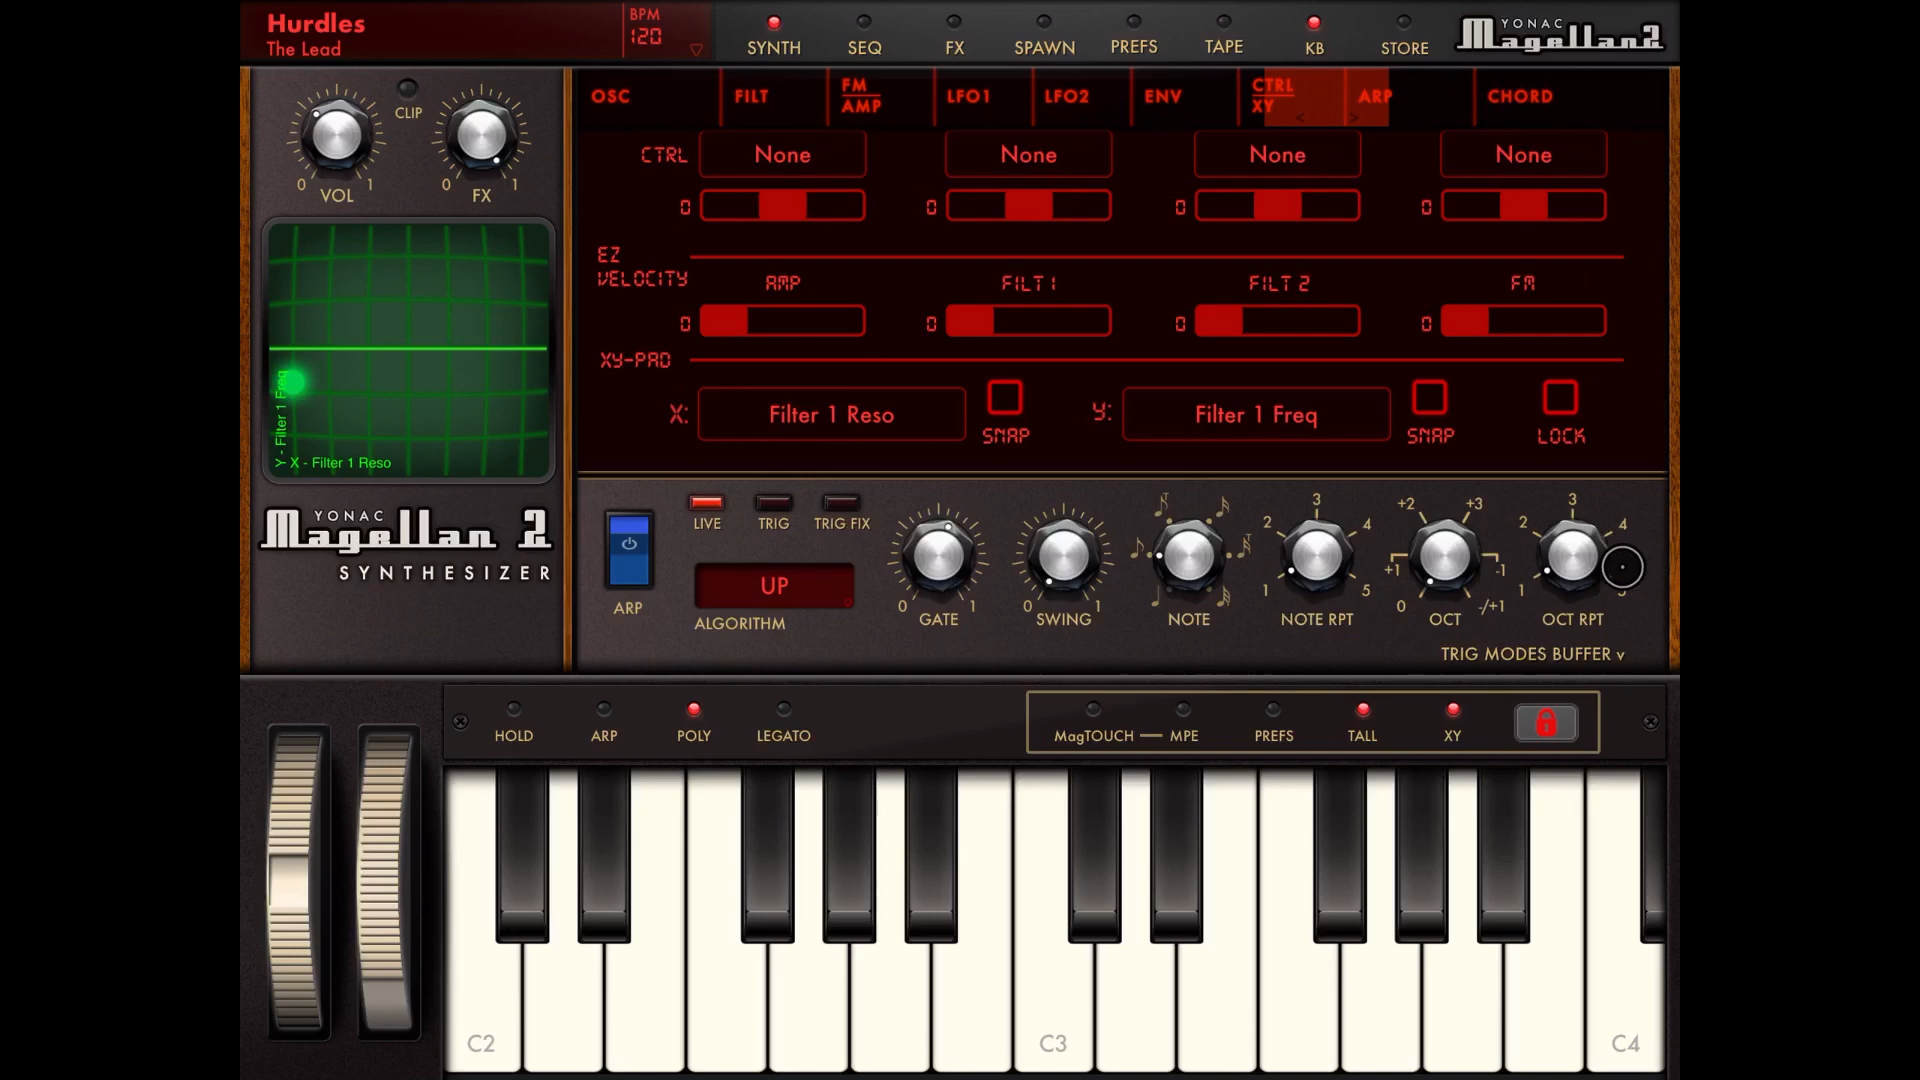 Hurdles
The Lead
BPM
120
SYNTH SEQ FX SPAWN PREFS TAPE KB STORE
YONAC
Magellan2
CLIP
0 1
VOL
0 1
FX
OSC FILT FM AMP LFO1 LFO2 ENV CTRL XY ARP CHORD
< >
CTRL None None None None
0 0 0 0
EZ
VELOCITY AMP FILT 1 FILT 2 FM
0 0 0 0
XY-PAD
X: Filter 1 Reso SNAP Y: Filter 1 Freq SNAP LOCK
Y - Filter 1 Freq
X - Filter 1 Reso
YONAC
Magellan 2
SYNTHESIZER
ARP
LIVE TRIG TRIG FIX
UP
ALGORITHM
0 1
GATE
0 1
SWING
NOTE
1 2 3 4 5
NOTE RPT
0 +1 +2 +3 -1 -/+1
OCT
1 2 3 4
OCT RPT
TRIG MODES BUFFER v
HOLD ARP POLY LEGATO MagTOUCH — MPE PREFS TALL XY
C2 C3 C4